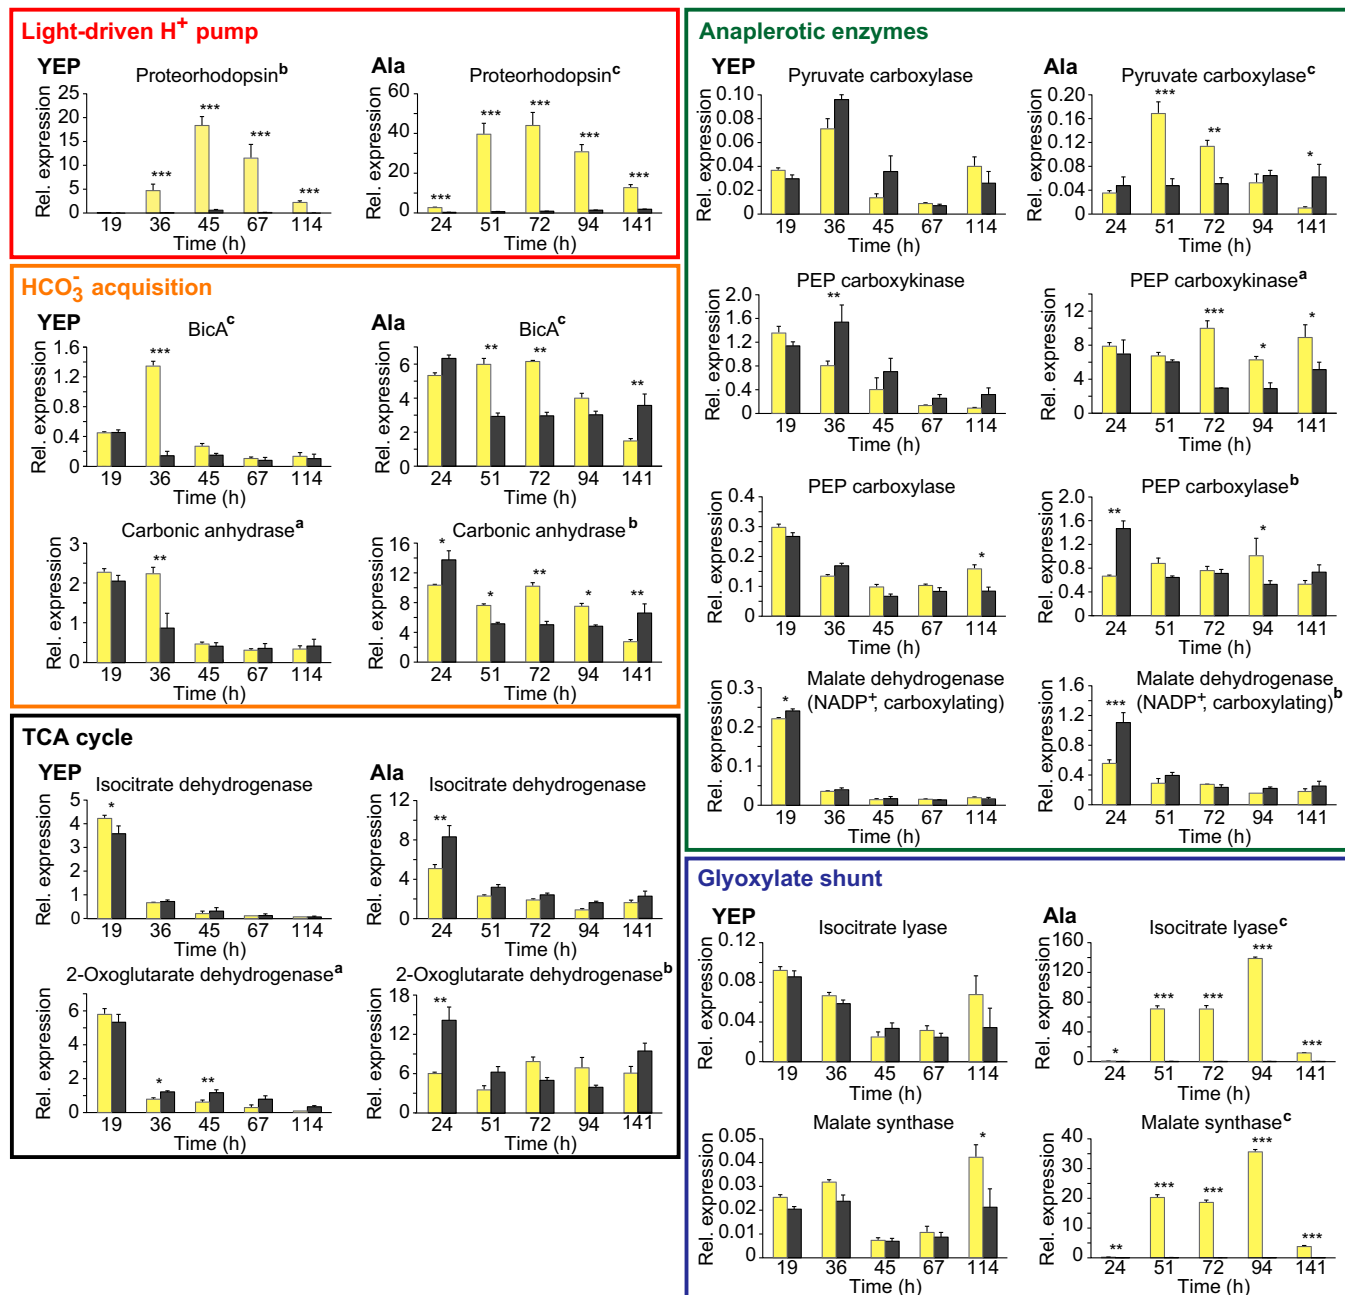 Light-driven H+ pump
YEP
Proteorhodopsinb
Rel. expression
25
20
15
10
5
0
***
***
***
***
19 36 45 67 114
Time (h)
Ala
Proteorhodopsinc
Rel. expression
60
40
20
0
***
***
***
***
***
24 51 72 94 141
Time (h)
HCO3- acquisition
YEP
BicAc
Rel. expression
1.6
1.2
0.8
0.4
0
***
19 36 45 67 114
Time (h)
Ala
BicAc
Rel. expression
8
6
4
2
0
**
**
**
24 51 72 94 141
Time (h)
Carbonic anhydrasea
Rel. expression
3
2
1
0
**
19 36 45 67 114
Time (h)
Carbonic anhydraseb
Rel. expression
16
12
8
4
0
*
*
**
*
**
24 51 72 94 141
Time (h)
TCA cycle
YEP
Isocitrate dehydrogenase
Rel. expression
5
4
3
2
1
0
*
19 36 45 67 114
Time (h)
Ala
Isocitrate dehydrogenase
Rel. expression
12
8
4
2
0
**
24 51 72 94 141
Time (h)
2-Oxoglutarate dehydrogenasea
Rel. expression
6
4
2
1
0
*
**
19 36 45 67 114
Time (h)
2-Oxoglutarate dehydrogenaseb
Rel. expression
18
12
6
3
0
**
24 51 72 94 141
Time (h)
Anaplerotic enzymes
YEP
Pyruvate carboxylase
Rel. expression
0.10
0.08
0.04
0.02
0
19 36 45 67 114
Time (h)
Ala
Pyruvate carboxylasec
Rel. expression
0.20
0.12
0.08
0.04
0
***
**
*
24 51 72 94 141
Time (h)
PEP carboxykinase
Rel. expression
2.0
1.6
1.2
0.8
0.4
0
**
19 36 45 67 114
Time (h)
PEP carboxykinasea
Rel. expression
12
8
4
0
***
*
*
24 51 72 94 141
Time (h)
PEP carboxylase
Rel. expression
0.4
0.3
0.2
0.1
0
*
19 36 45 67 114
Time (h)
PEP carboxylaseb
Rel. expression
2.0
1.6
1.2
0.8
0.4
0
**
*
24 51 72 94 141
Time (h)
Malate dehydrogenase
(NADP+, carboxylating)
Rel. expression
0.3
0.2
0.1
0
*
19 36 45 67 114
Time (h)
Malate dehydrogenase
(NADP+, carboxylating)b
Rel. expression
1.6
1.2
0.8
0.4
0
***
24 51 72 94 141
Time (h)
Glyoxylate shunt
YEP
Isocitrate lyase
Rel. expression
0.12
0.08
0.04
0
19 36 45 67 114
Time (h)
Ala
Isocitrate lyasec
Rel. expression
160
120
80
40
0
*
***
***
***
***
24 51 72 94 141
Time (h)
Malate synthase
Rel. expression
0.05
0.04
0.03
0.02
0.01
0
*
19 36 45 67 114
Time (h)
Malate synthasec
Rel. expression
40
30
20
10
0
**
***
***
***
***
24 51 72 94 141
Time (h)